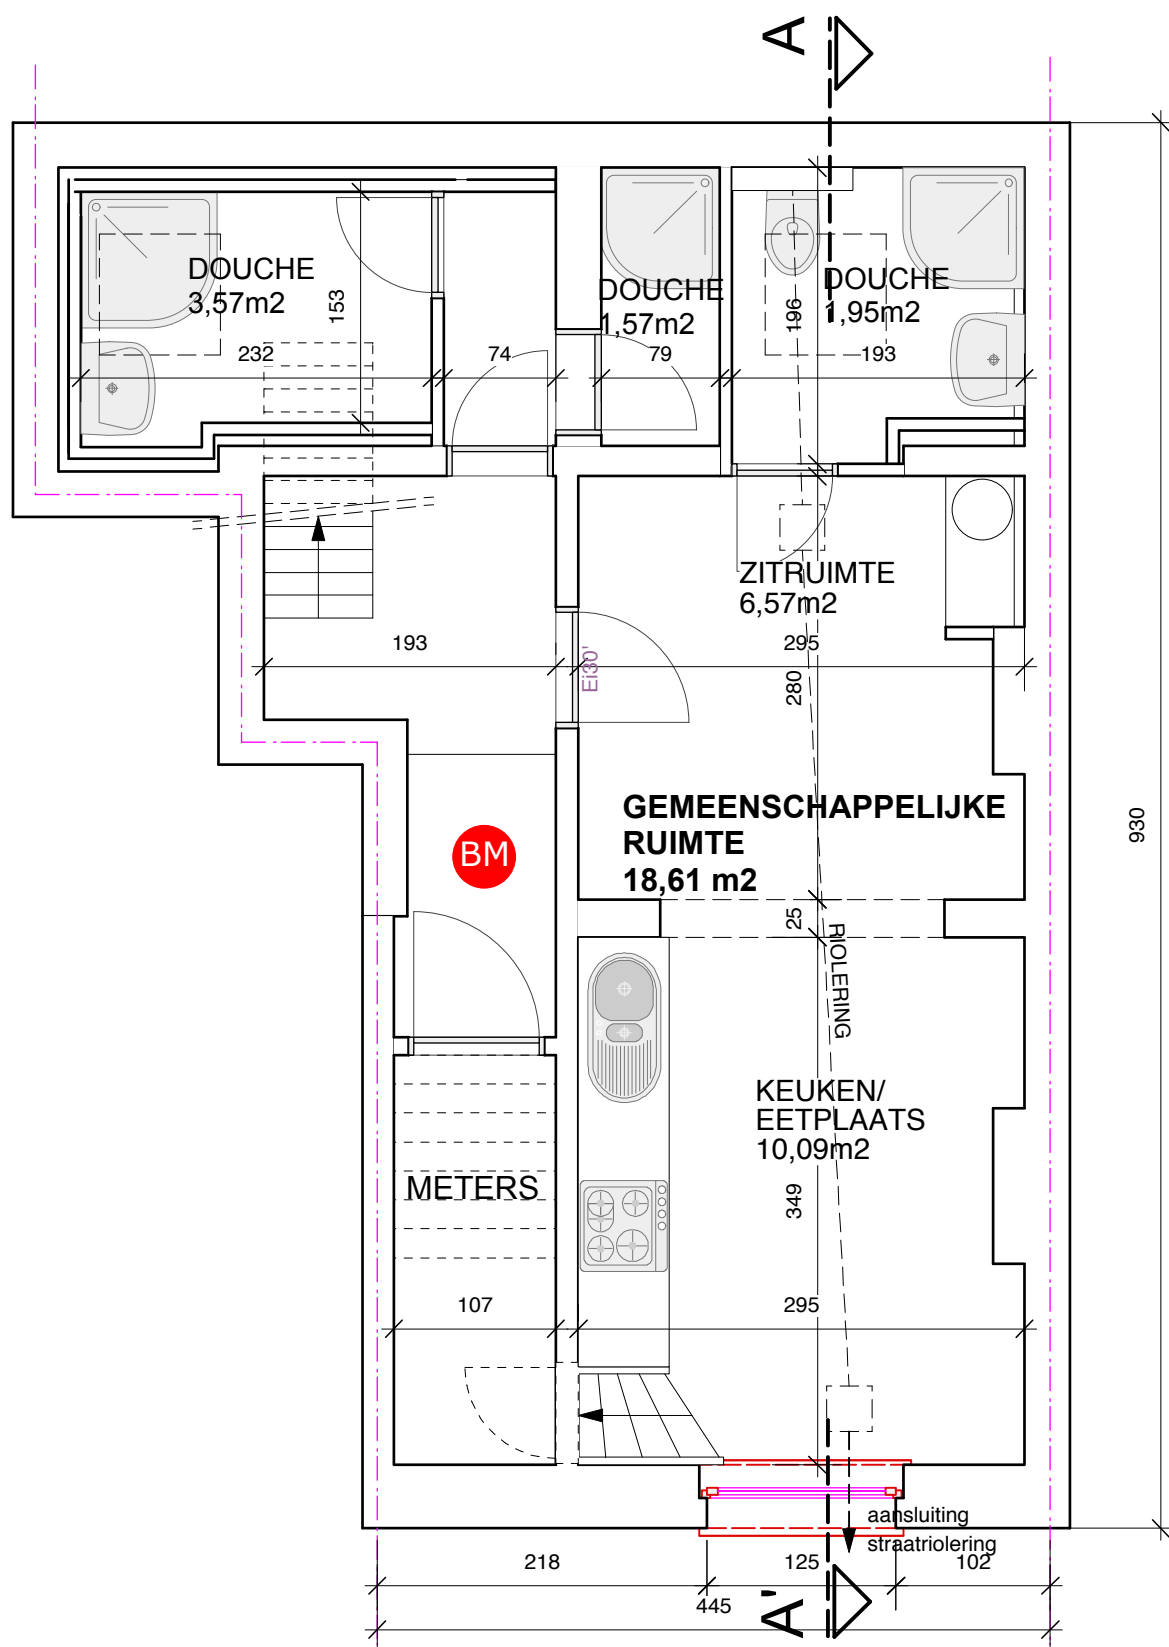 A
DOUCHE
3,57m2
153
232
74
DOUCHE
1,57m2
79
DOUCHE
1,95m2
196
193
ZITRUIMTE
6,57m2
193
295
Ei30'
280
GEMEENSCHAPPELIJKE
RUIMTE
18,61 m2
930
BM
25
RIOLERING
KEUKEN/
EETPLAATS
10,09m2
METERS
349
107
295
aansluiting
straatriolering
218
125
102
445
A'